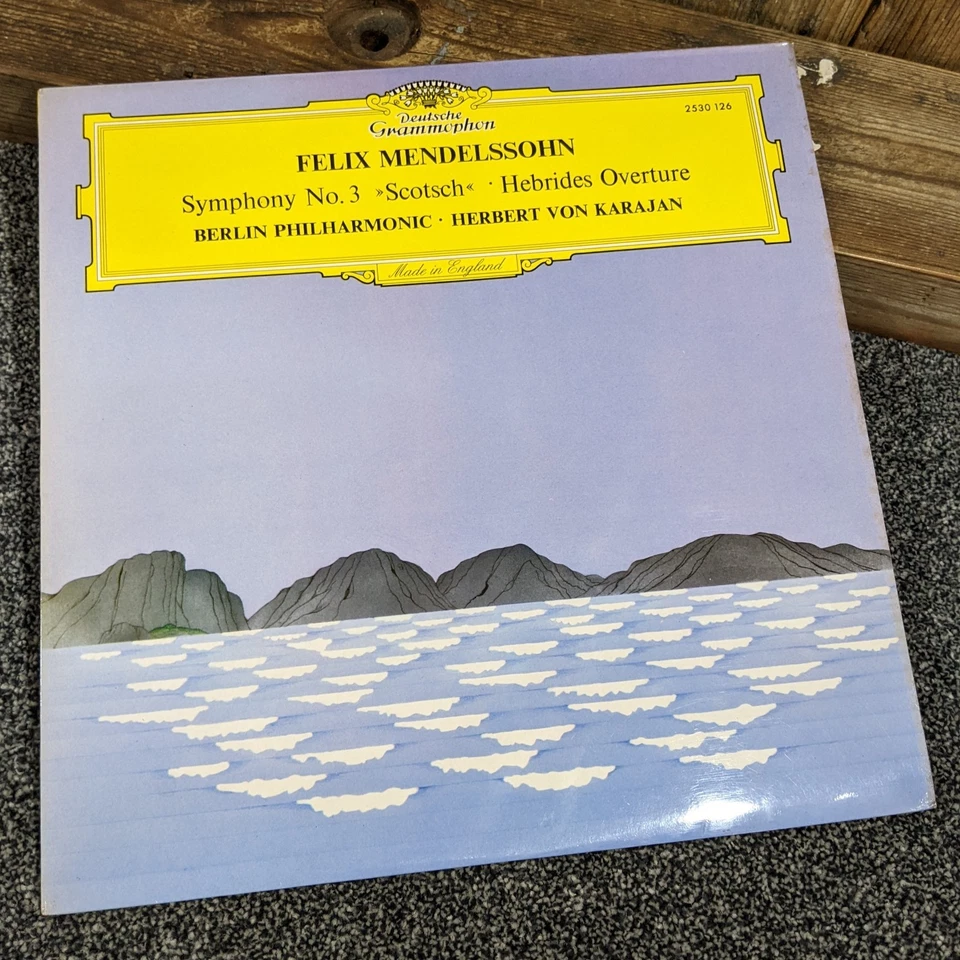 2530 126
Deutsche
Grammophon
FELIX MENDELSSOHN
Symphony No. 3 »Scotsch« · Hebrides Overture
BERLIN PHILHARMONIC · HERBERT VON KARAJAN
Made in England